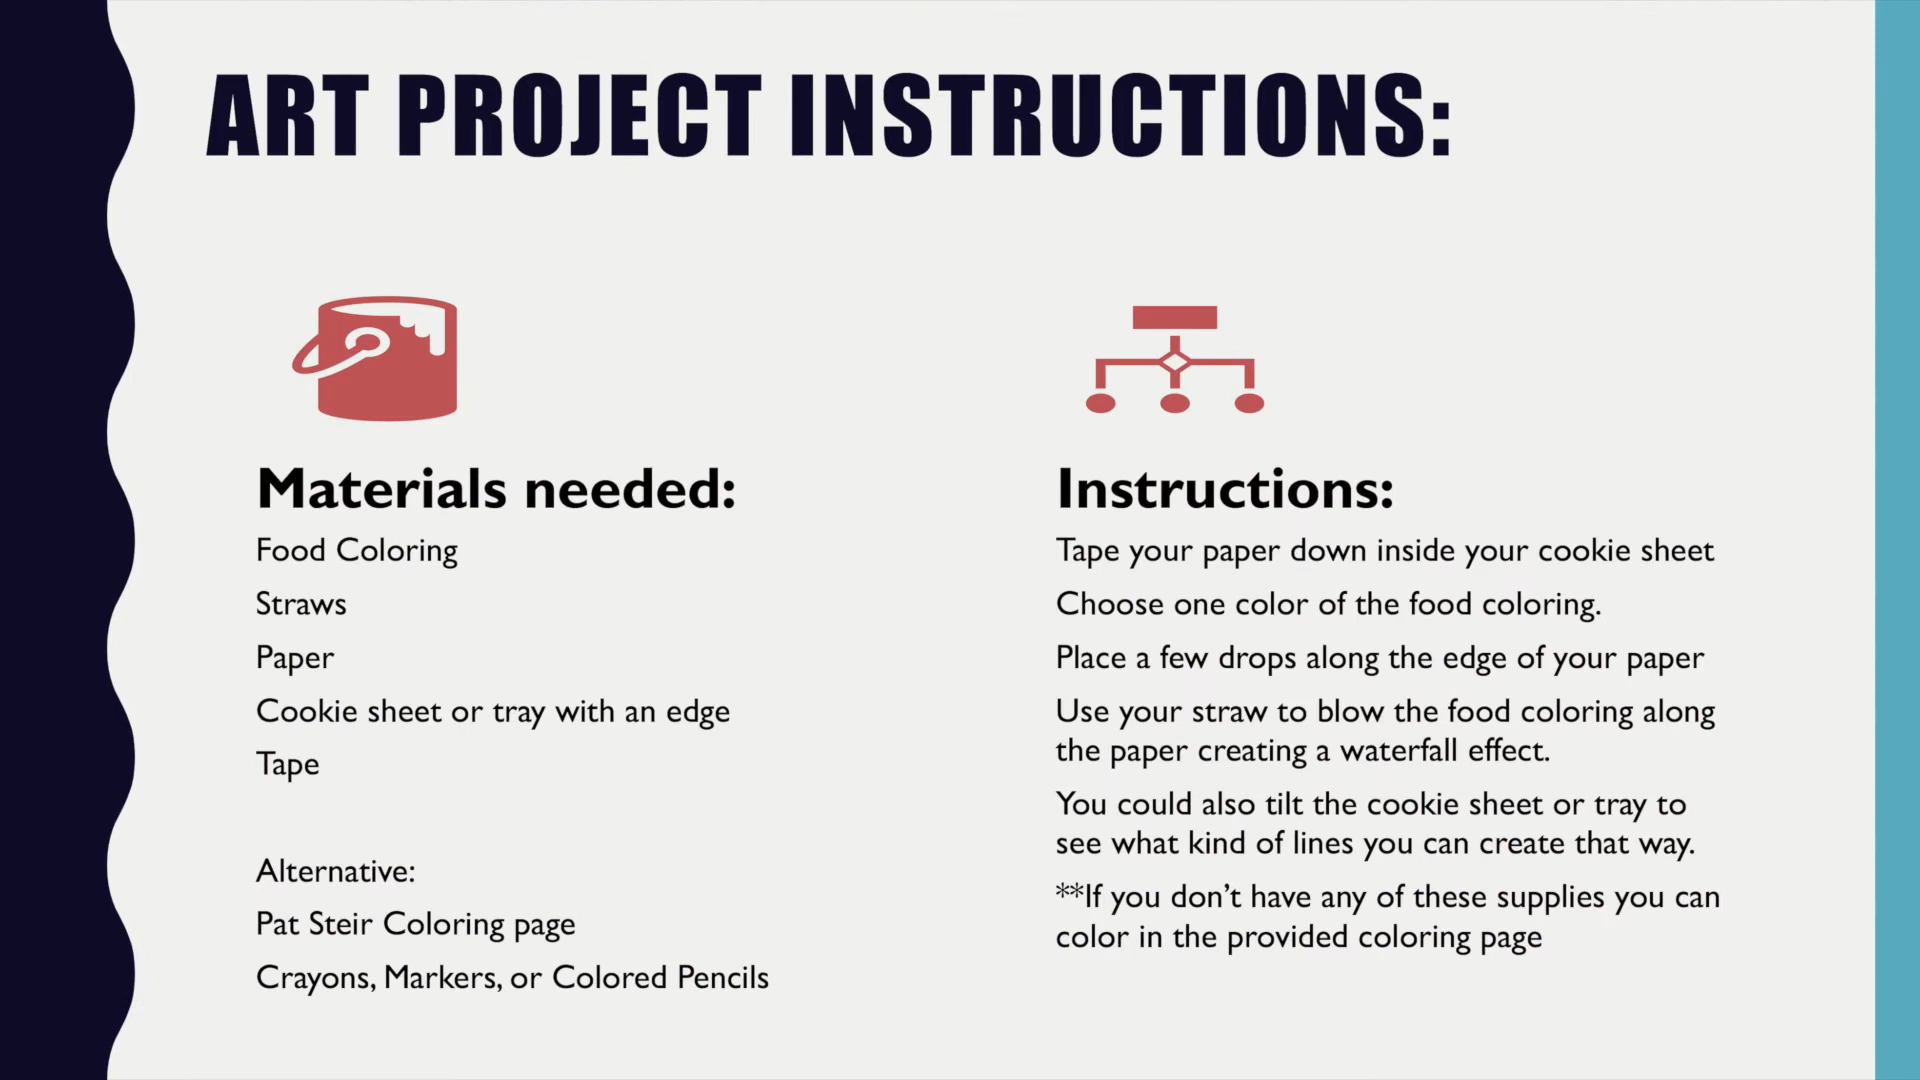 ART PROJECT INSTRUCTIONS:
Materials needed:
Food Coloring
Straws
Paper
Cookie sheet or tray with an edge
Tape
Alternative:
Pat Steir Coloring page
Crayons, Markers, or Colored Pencils
Instructions:
Tape your paper down inside your cookie sheet
Choose one color of the food coloring.
Place a few drops along the edge of your paper
Use your straw to blow the food coloring along
the paper creating a waterfall effect.
You could also tilt the cookie sheet or tray to
see what kind of lines you can create that way.
**If you don’t have any of these supplies you can
color in the provided coloring page